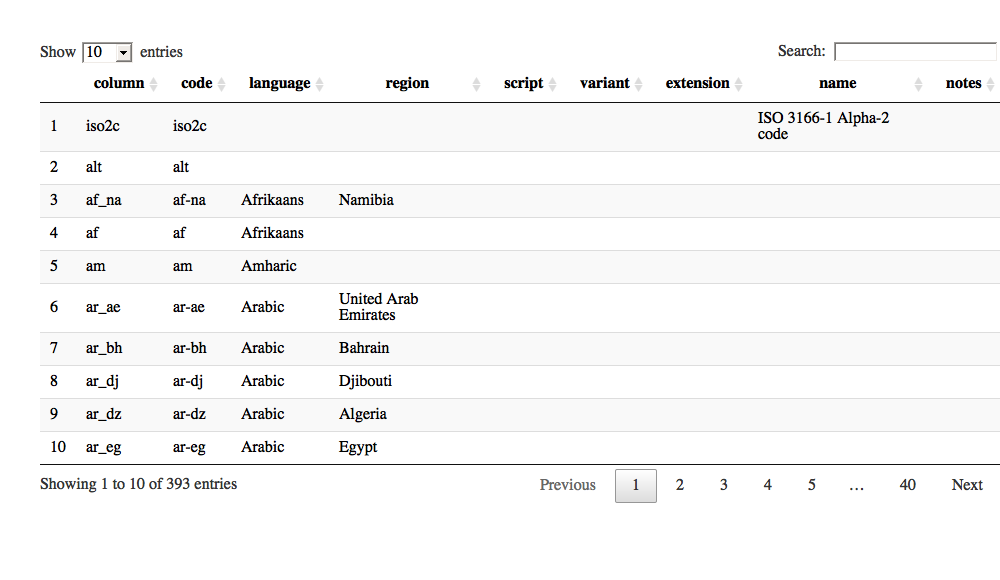 Show 10 entries Search:
column code language region script variant extension name notes
1 iso2c iso2c ISO 3166-1 Alpha-2
code
2 alt alt
3 af_na af-na Afrikaans Namibia
4 af af Afrikaans
5 am am Amharic
6 ar_ae ar-ae Arabic United Arab
Emirates
7 ar_bh ar-bh Arabic Bahrain
8 ar_dj ar-dj Arabic Djibouti
9 ar_dz ar-dz Arabic Algeria
10 ar_eg ar-eg Arabic Egypt
Showing 1 to 10 of 393 entries Previous 1 2 3 4 5 … 40 Next